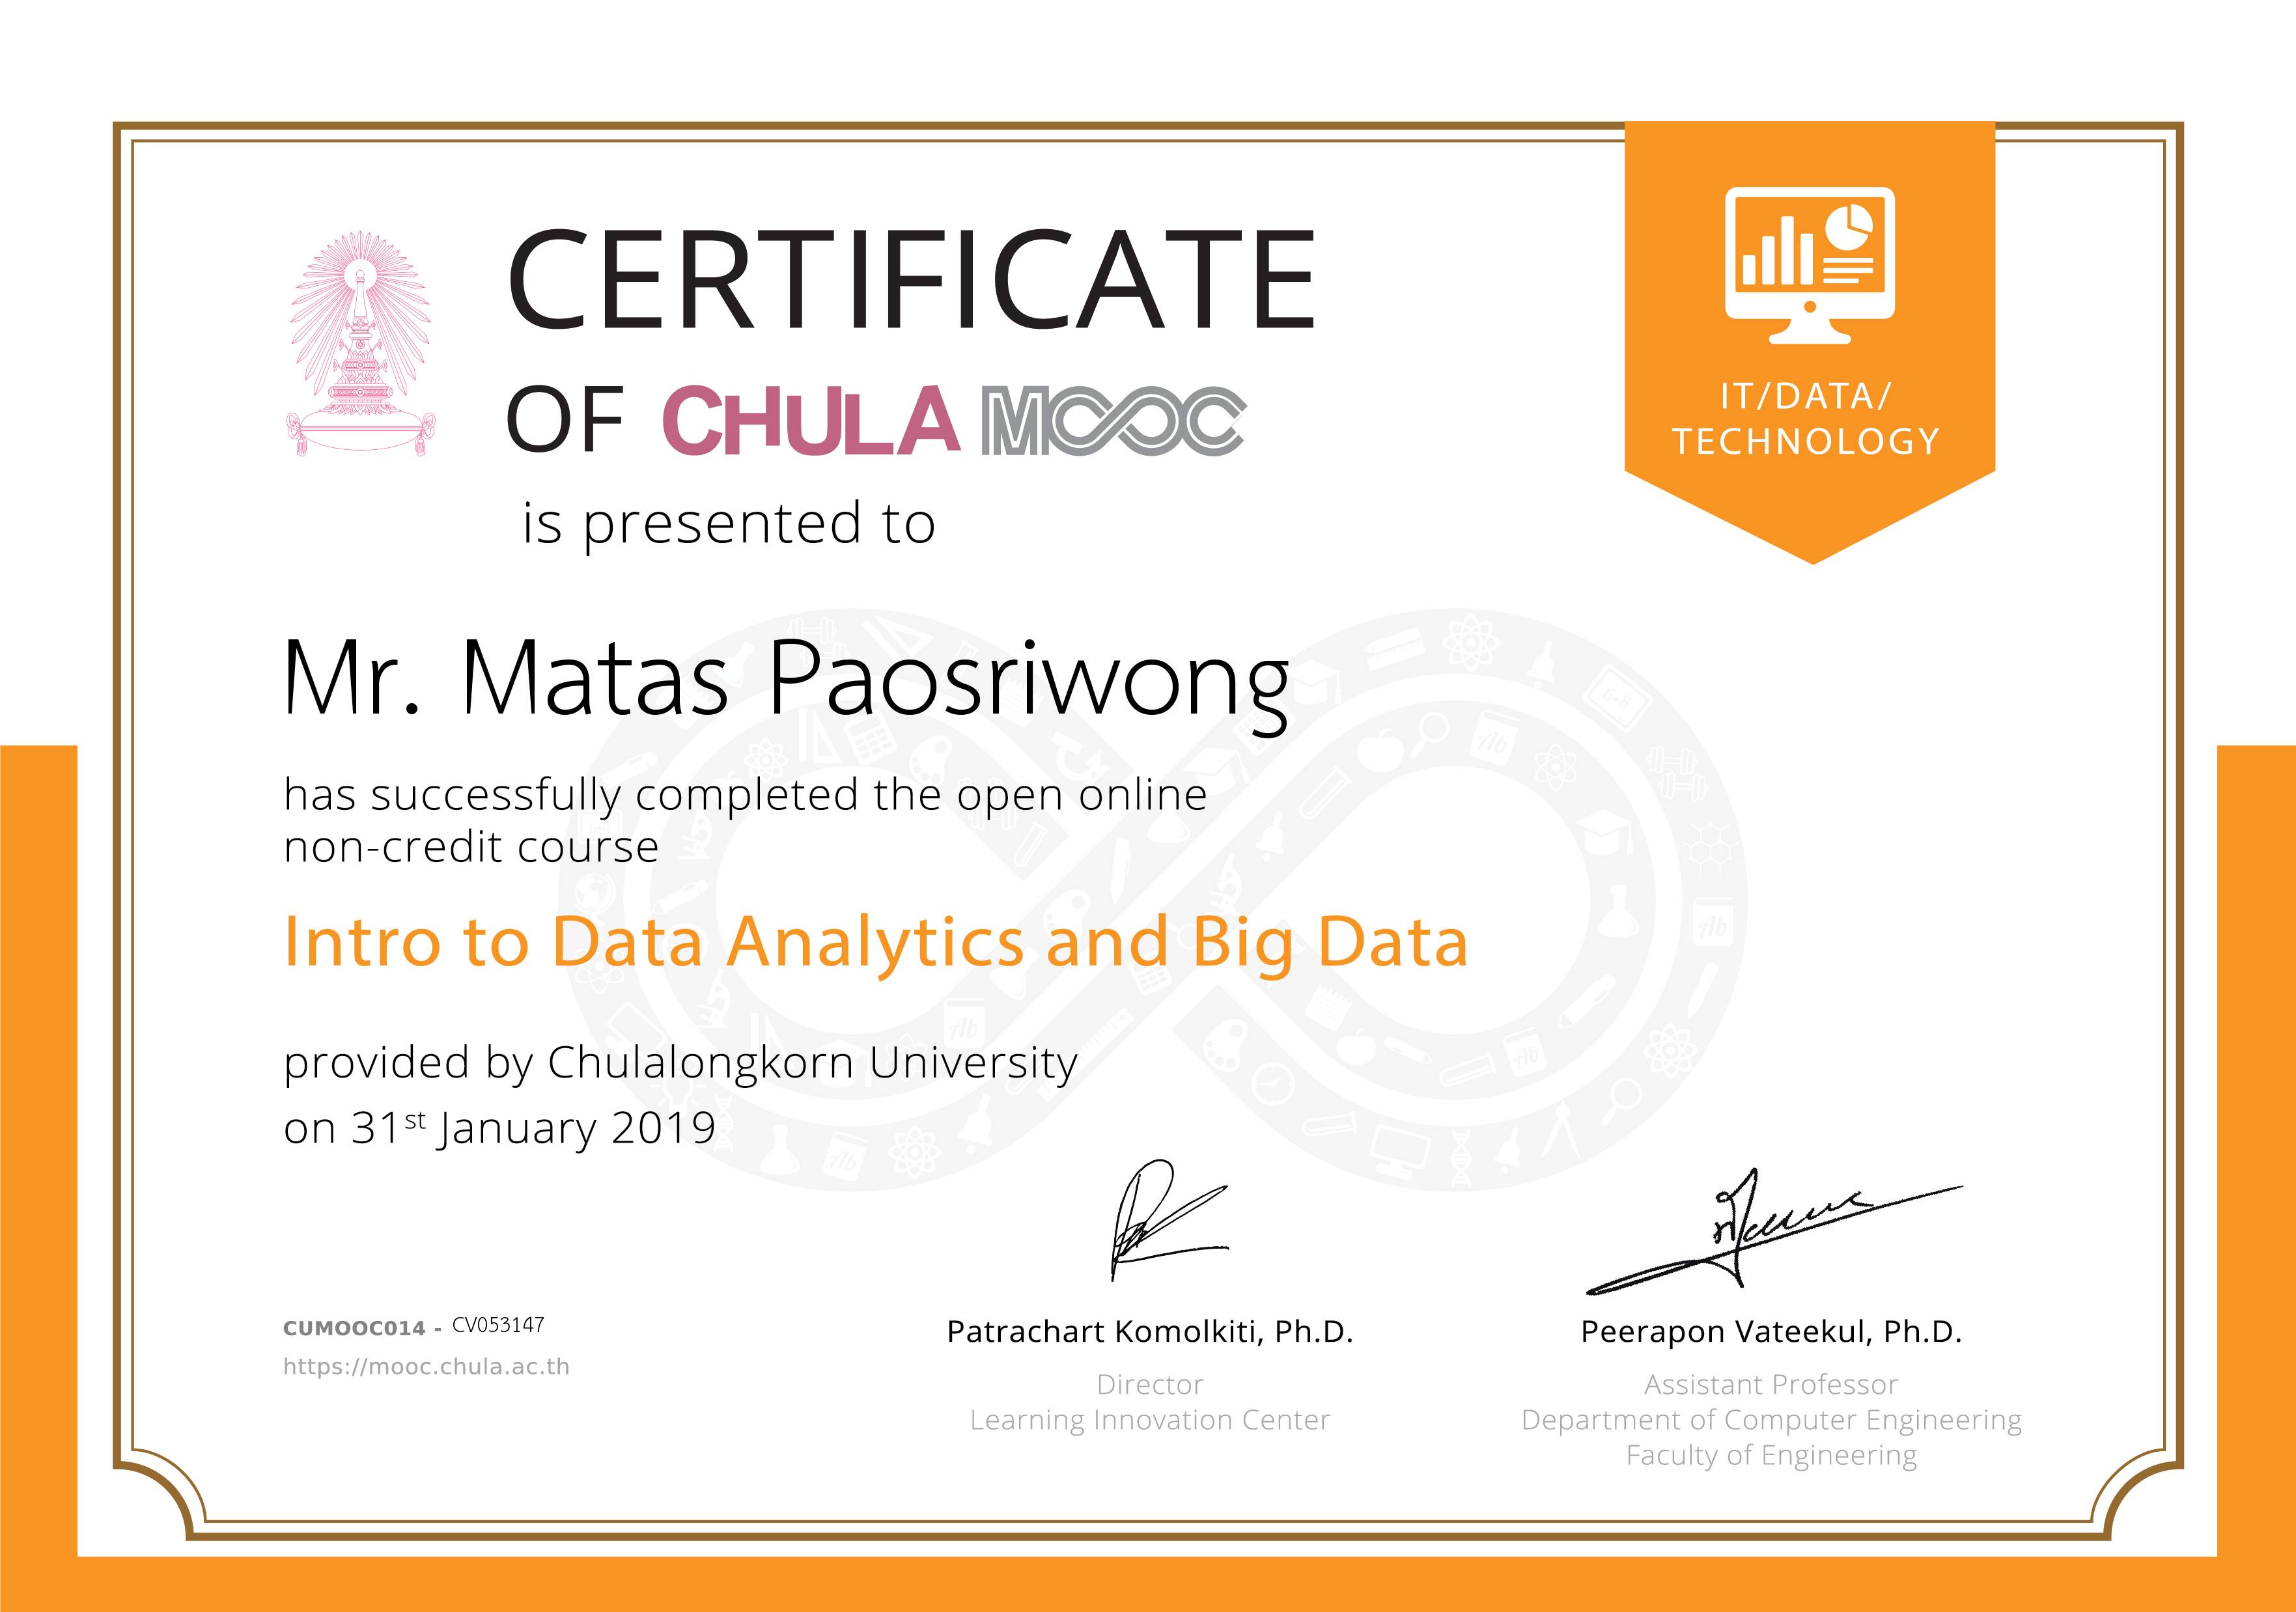 CERTIFICATE
OF CHULA MOOC
is presented to
IT/DATA/
TECHNOLOGY
Mr. Matas Paosriwong
has successfully completed the open online
non-credit course
Intro to Data Analytics and Big Data
provided by Chulalongkorn University
on 31st January 2019
CUMOOC014 - CV053147
https://mooc.chula.ac.th
Patrachart Komolkiti, Ph.D.
Director
Learning Innovation Center
Peerapon Vateekul, Ph.D.
Assistant Professor
Department of Computer Engineering
Faculty of Engineering